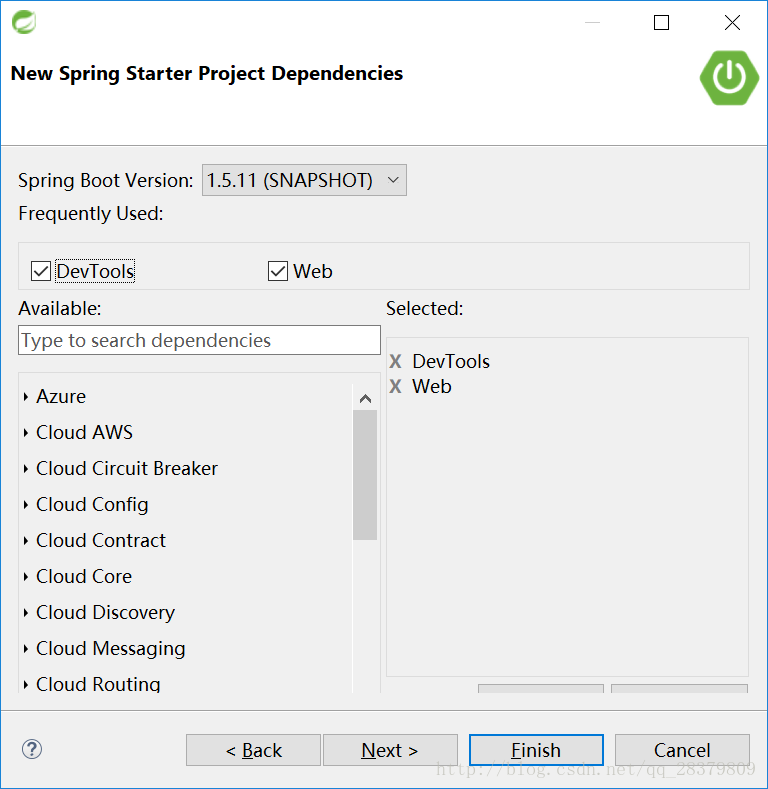 New Spring Starter Project Dependencies
Spring Boot Version: 1.5.11 (SNAPSHOT)
Frequently Used:
DevTools Web
Available: Selected:
Type to search dependencies
X DevTools
X Web
Azure
Cloud AWS
Cloud Circuit Breaker
Cloud Config
Cloud Contract
Cloud Core
Cloud Discovery
Cloud Messaging
Cloud Routing
? < Back Next > Finish Cancel
http://blog.csdn.net/qq_28379809